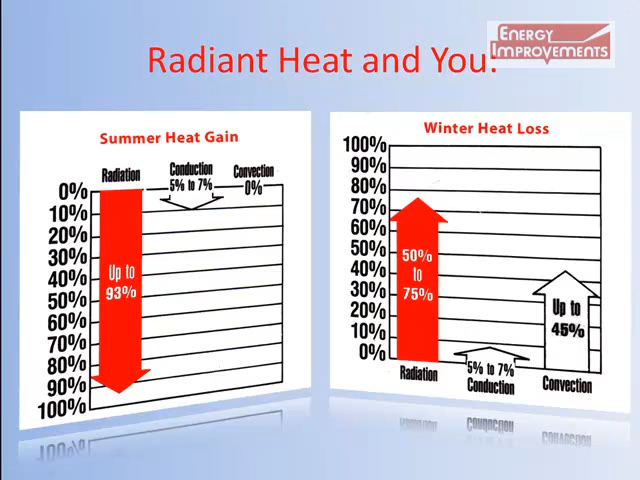 ENERGY
IMPROVEMENTS
Radiant Heat and You:
Summer Heat Gain
Radiation
Conduction
5% to 7%
Convection
0%
0%
10%
20%
30%
40%
50%
60%
70%
80%
90%
100%
Up to
93%
Winter Heat Loss
100%
90%
80%
70%
60%
50%
40%
30%
20%
10%
0%
50%
to
75%
Up to
45%
Radiation
5% to 7%
Conduction
Convection